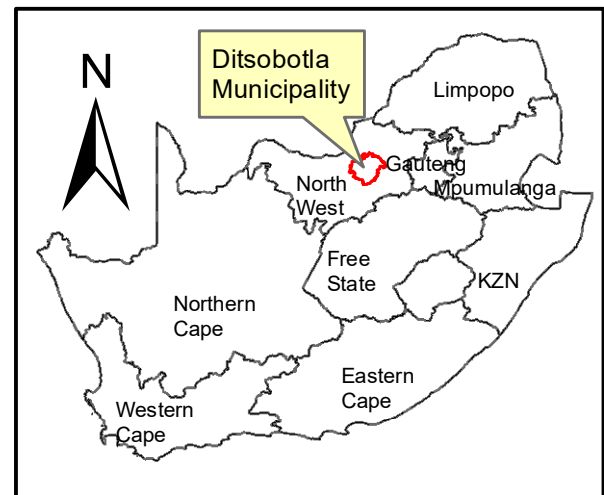 Ditsobotla
Municipality
N
Limpopo
Gauteng
Mpumulanga
North
West
Free
State
KZN
Northern
Cape
Eastern
Cape
Western
Cape